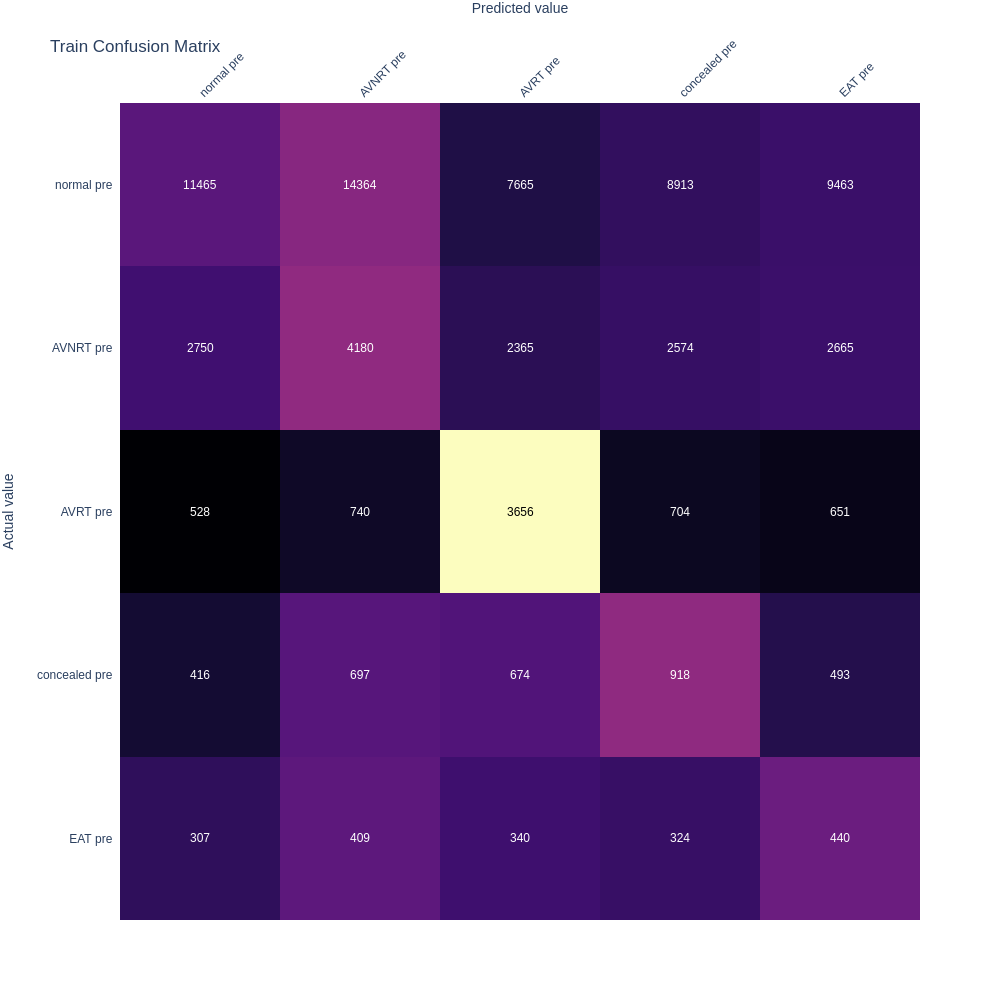 Predicted value
Train Confusion Matrix
normal pre AVNRT pre AVRT pre concealed pre EAT pre
normal pre 11465 14364 7665 8913 9463
AVNRT pre 2750 4180 2365 2574 2665
Actual value
AVRT pre 528 740 3656 704 651
concealed pre 416 697 674 918 493
EAT pre 307 409 340 324 440